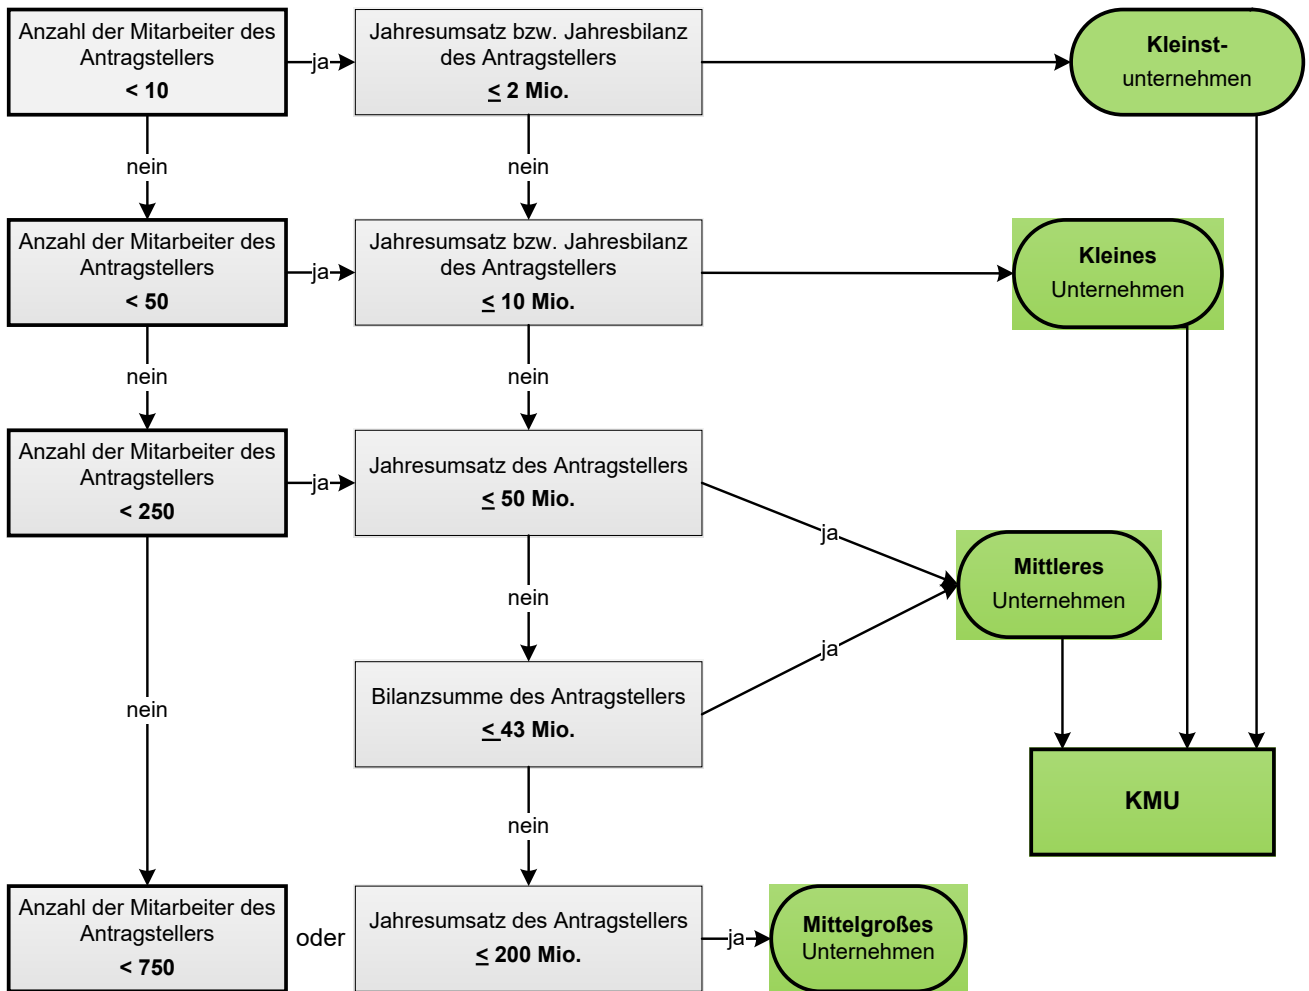 Anzahl der Mitarbeiter des
Antragstellers
< 10
ja
Jahresumsatz bzw. Jahresbilanz
des Antragstellers
≤ 2 Mio.
Kleinst-
unternehmen
nein
nein
Anzahl der Mitarbeiter des
Antragstellers
< 50
ja
Jahresumsatz bzw. Jahresbilanz
des Antragstellers
≤ 10 Mio.
Kleines
Unternehmen
nein
nein
Anzahl der Mitarbeiter des
Antragstellers
< 250
ja
Jahresumsatz des Antragstellers
≤ 50 Mio.
ja
Mittleres
Unternehmen
nein
ja
Bilanzsumme des Antragstellers
≤ 43 Mio.
nein
KMU
nein
Anzahl der Mitarbeiter des
Antragstellers
< 750
oder
Jahresumsatz des Antragstellers
≤ 200 Mio.
ja
Mittelgroßes
Unternehmen